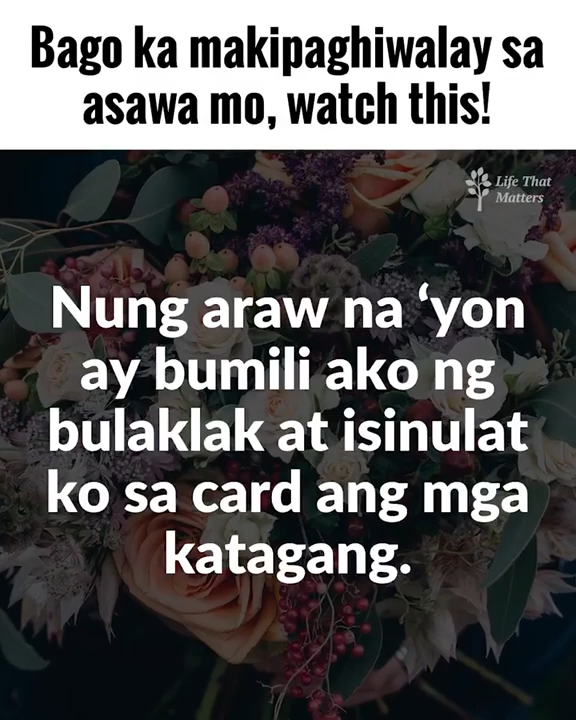 Bago ka makipaghiwalay sa
asawa mo, watch this!
Life That
Matters
Nung araw na ‘yon
ay bumili ako ng
bulaklak at isinulat
ko sa card ang mga
katagang.